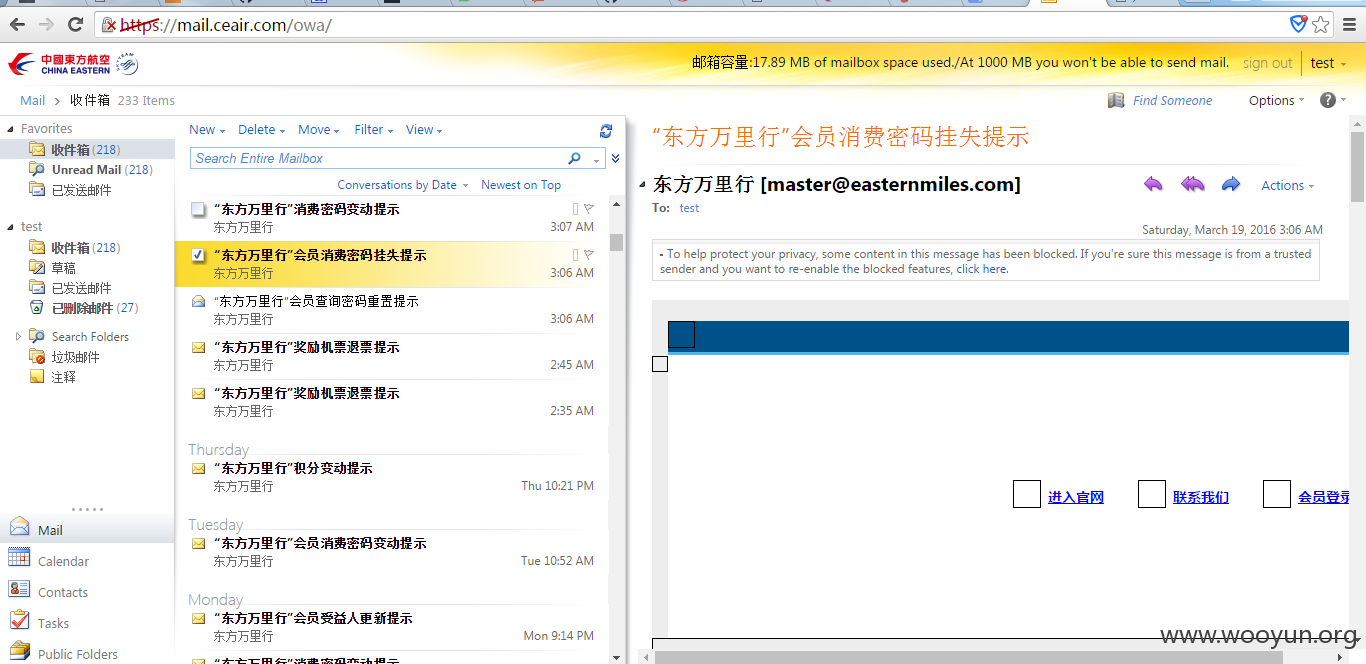 https://mail.ceair.com/owa/
中國東方航空
CHINA EASTERN
邮箱容量:17.89 MB of mailbox space used./At 1000 MB you won't be able to send mail.
sign out
test
Mail > 收件箱 233 Items
Find Someone
Options
Favorites
收件箱 (218)
Unread Mail (218)
已发送邮件
test
收件箱 (218)
草稿
已发送邮件
已删除邮件 (27)
Search Folders
垃圾邮件
注释
Mail
Calendar
Contacts
Tasks
Public Folders
New Delete Move Filter View
Search Entire Mailbox
Conversations by Date Newest on Top
“东方万里行”消费密码变动提示
东方万里行 3:07 AM
“东方万里行”会员消费密码挂失提示
东方万里行 3:06 AM
“东方万里行”会员查询密码重置提示
东方万里行 3:06 AM
“东方万里行”奖励机票退票提示
东方万里行 2:45 AM
“东方万里行”奖励机票退票提示
东方万里行 2:35 AM
Thursday
“东方万里行”积分变动提示
东方万里行 Thu 10:21 PM
Tuesday
“东方万里行”会员消费密码变动提示
东方万里行 Tue 10:52 AM
Monday
“东方万里行”会员受益人更新提示
东方万里行 Mon 9:14 PM
“东方万里行”消费密码变动提示
“东方万里行”会员消费密码挂失提示
东方万里行 [master@easternmiles.com]
Actions
To: test
Saturday, March 19, 2016 3:06 AM
- To help protect your privacy, some content in this message has been blocked. If you're sure this message is from a trusted
sender and you want to re-enable the blocked features, click here.
进入官网 联系我们 会员登录
www.wooyun.org